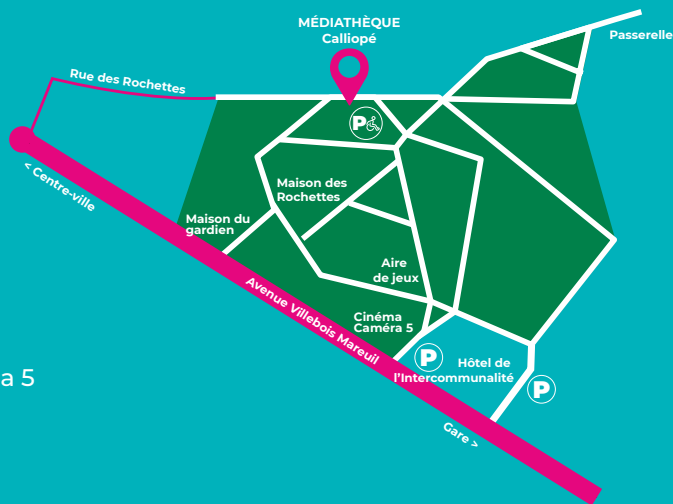 MÉDIATHÈQUE
Calliopé
Passerelle
Rue des Rochettes
P
< Centre-ville
Maison des
Rochettes
Maison du
gardien
Aire
de jeux
Avenue Villebois Mareuil
Cinéma
Caméra 5
P
Hôtel de
l'Intercommunalité
P
a 5
Gare >